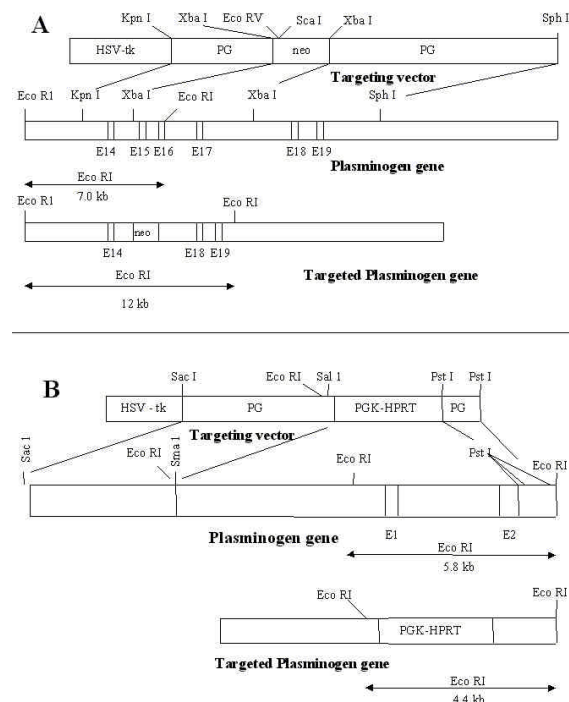 A
Kpn I Xba I Eco RV Sca I Xba I Sph I
HSV-tk PG neo PG
Targeting vector
Eco R1 Kpn I Xba I Eco RI Xba I Sph I
E14 E15 E16 E17 E18 E19
Plasminogen gene
Eco RI
7.0 kb
Eco R1 Eco RI
neo
E14 E18 E19
Eco RI
Targeted Plasminogen gene
12 kb
B
Sac I Eco RI Sal 1 Pst I Pst I
HSV - tk PG PGK-HPRT PG
Targeting vector
Sac 1 Eco RI Sma 1 Eco RI Pst I Eco RI
Plasminogen gene E1 E2
Eco RI
5.8 kb
Eco RI Eco RI
PGK-HPRT
Targeted Plasminogen gene
Eco RI
4.4 kb